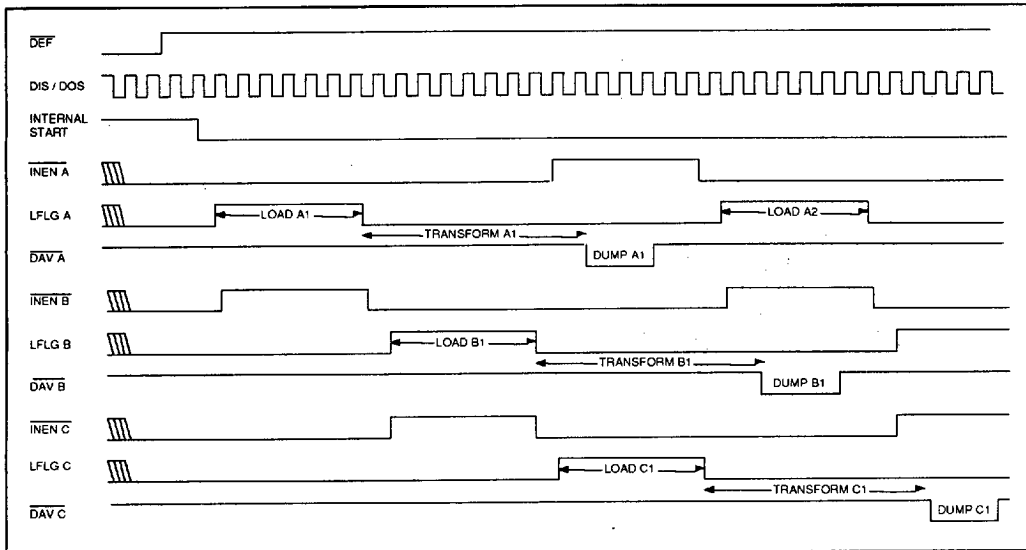 DEF
DIS / DOS
INTERNAL
START
INEN A
LFLG A
LOAD A1
LOAD A2
TRANSFORM A1
DAV A
DUMP A1
INEN B
LFLG B
LOAD B1
TRANSFORM B1
DAV B
DUMP B1
INEN C
LFLG C
LOAD C1
TRANSFORM C1
DAV C
DUMP C1